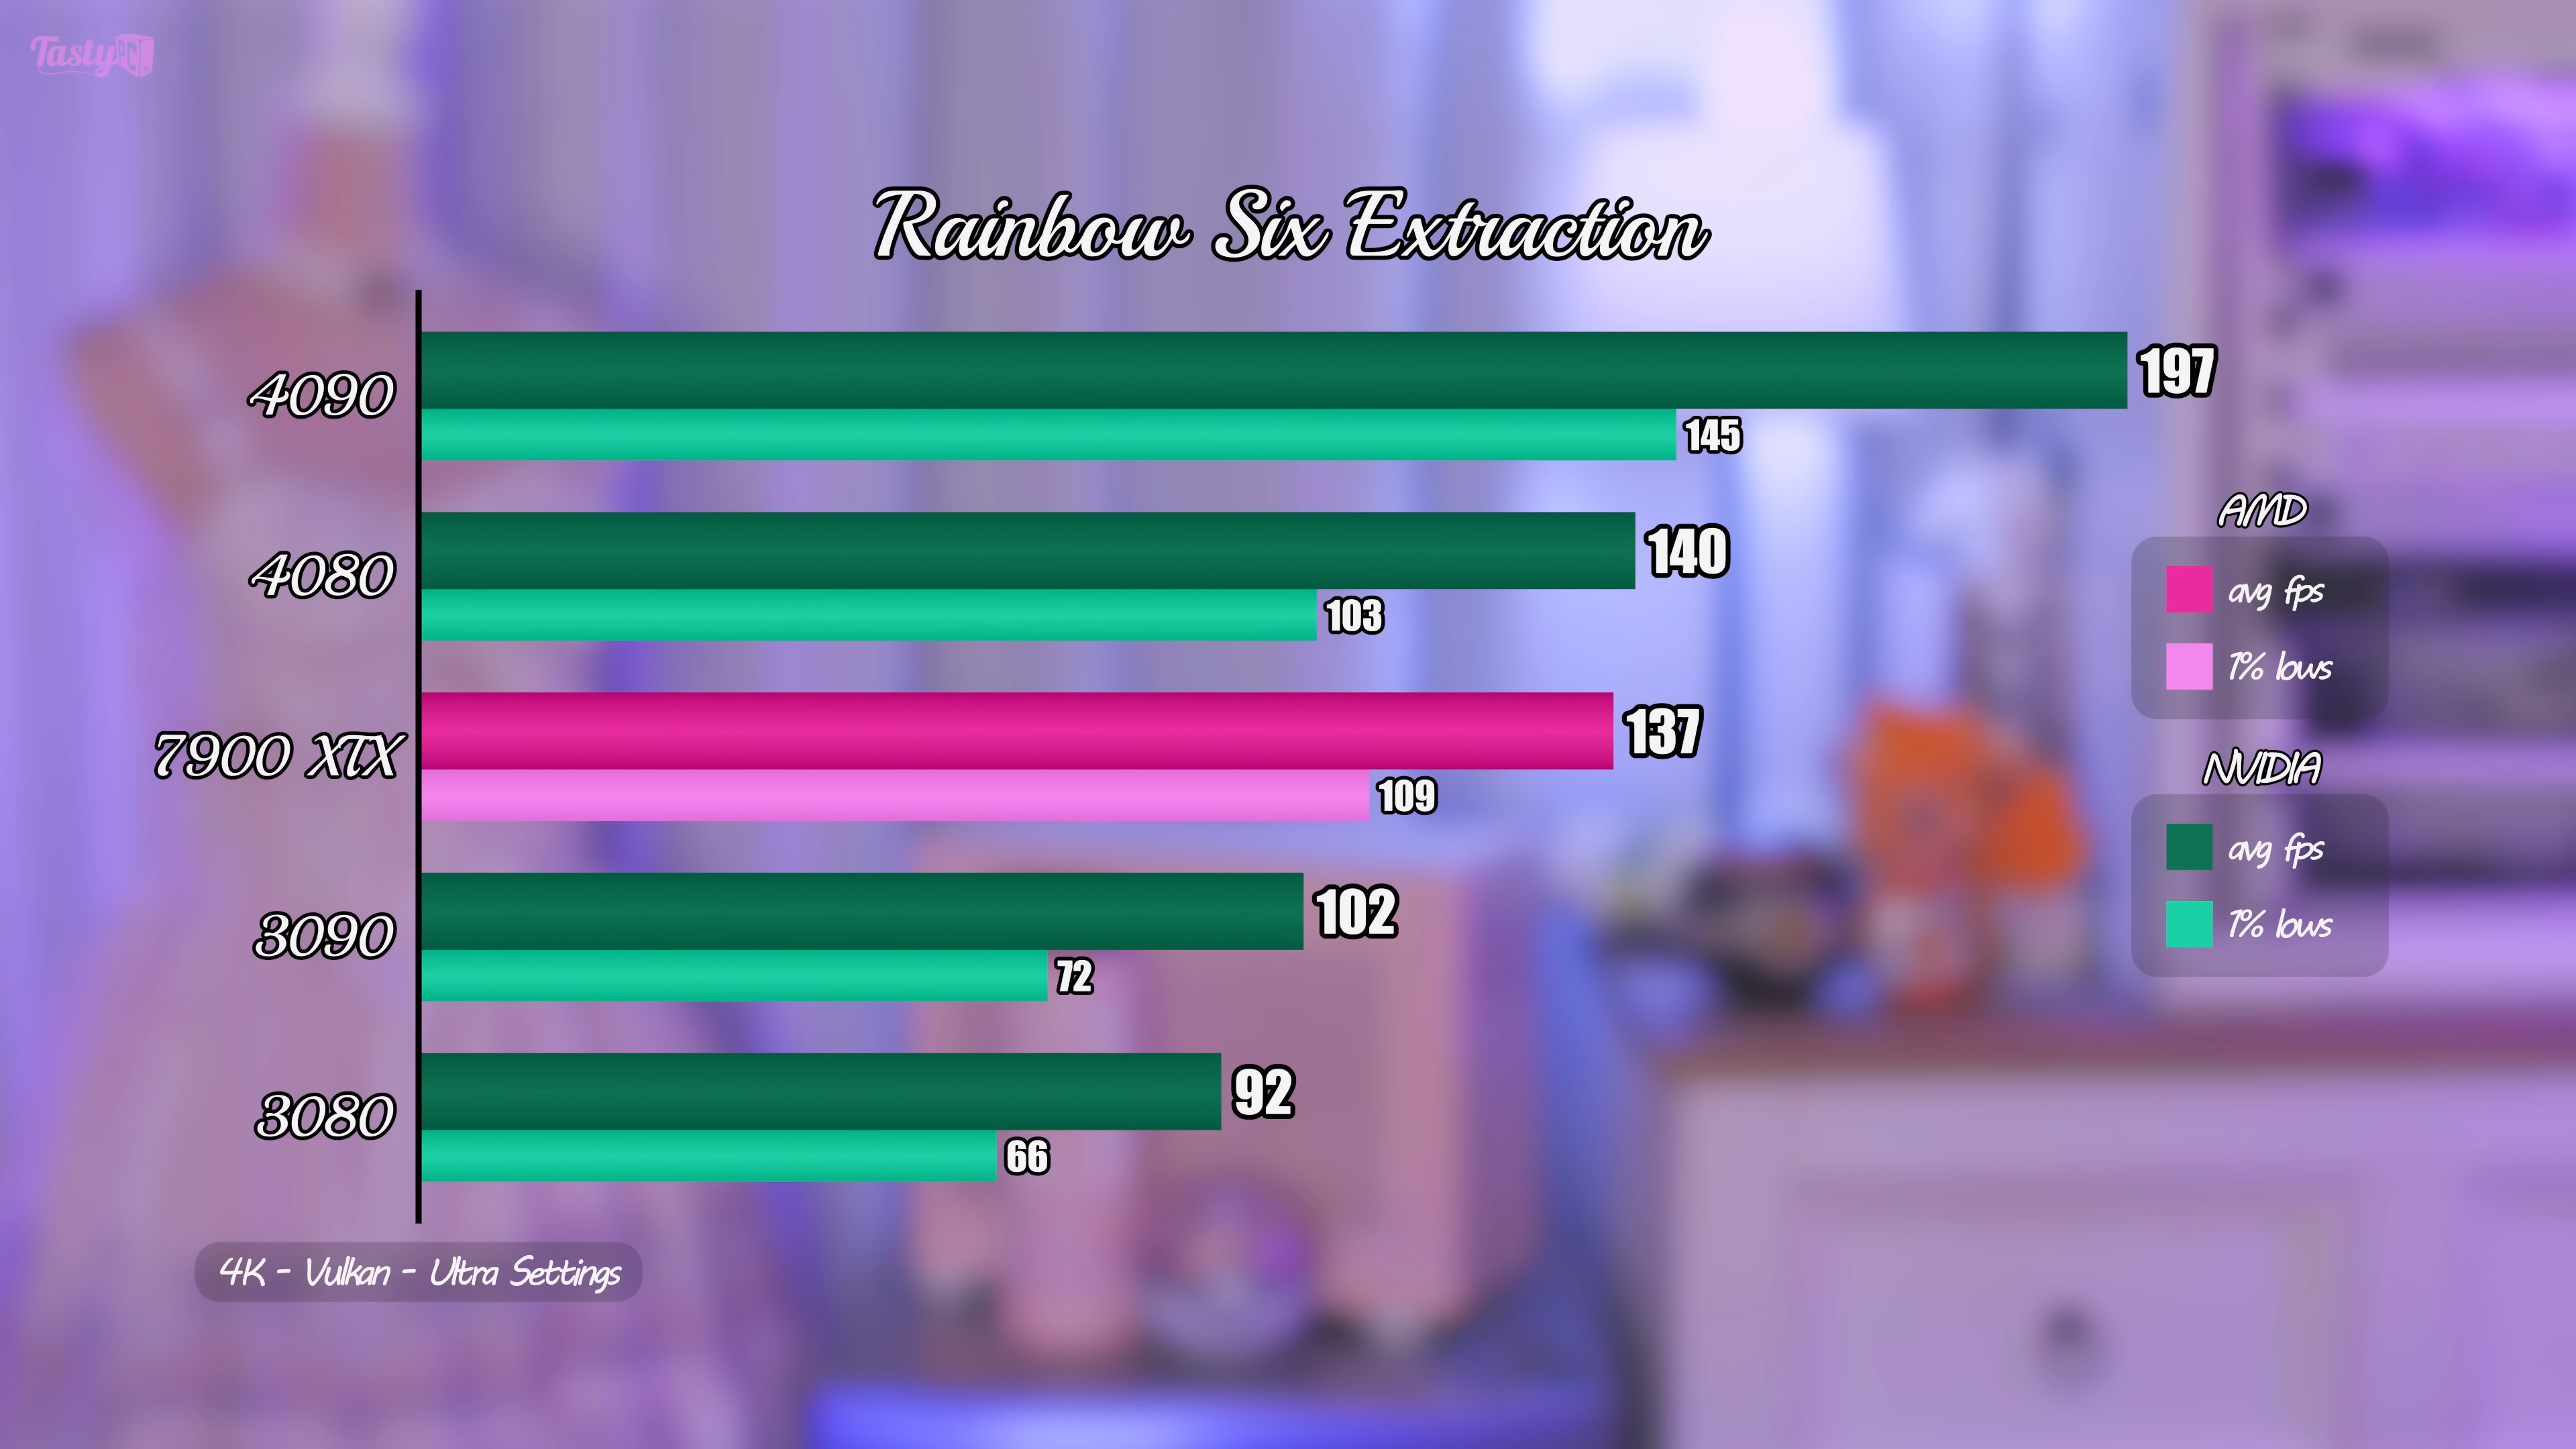 TastyPC
Rainbow Six Extraction
4090
197
145
4080
140
103
7900 XTX
137
109
3090
102
72
3080
92
66
AMD
avg fps
1% lows
NVIDIA
avg fps
1% lows
4K - Vulkan - Ultra Settings